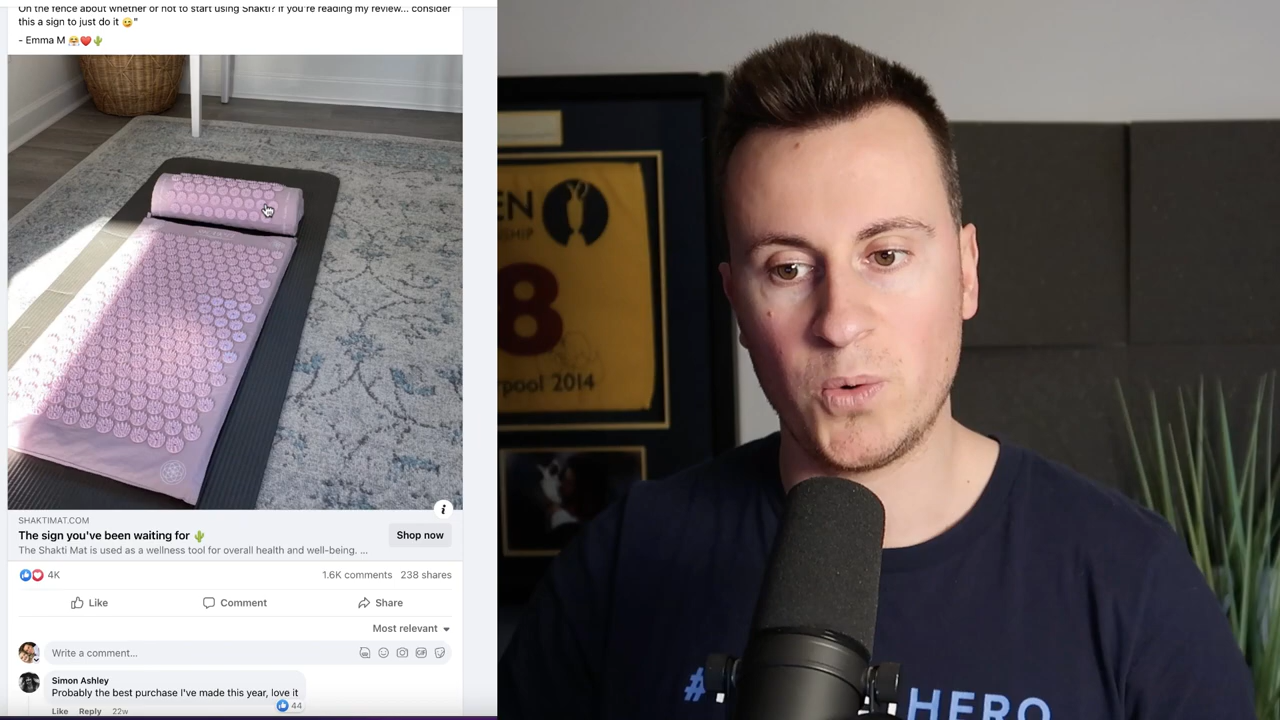 On the fence about whether or not to start using Shakti? If you're reading my review... consider
this a sign to just do it 😉"
- Emma M 🤗❤️🌵
SHAKTIMAT.COM
The sign you've been waiting for 🌵
Shop now
The Shakti Mat is used as a wellness tool for overall health and well-being. ...
4K
1.6K comments 238 shares
Like
Comment
Share
Most relevant
Write a comment...
GIF
Simon Ashley
Probably the best purchase I've made this year, love it
44
Like Reply 22w
8
2014
#
HERO